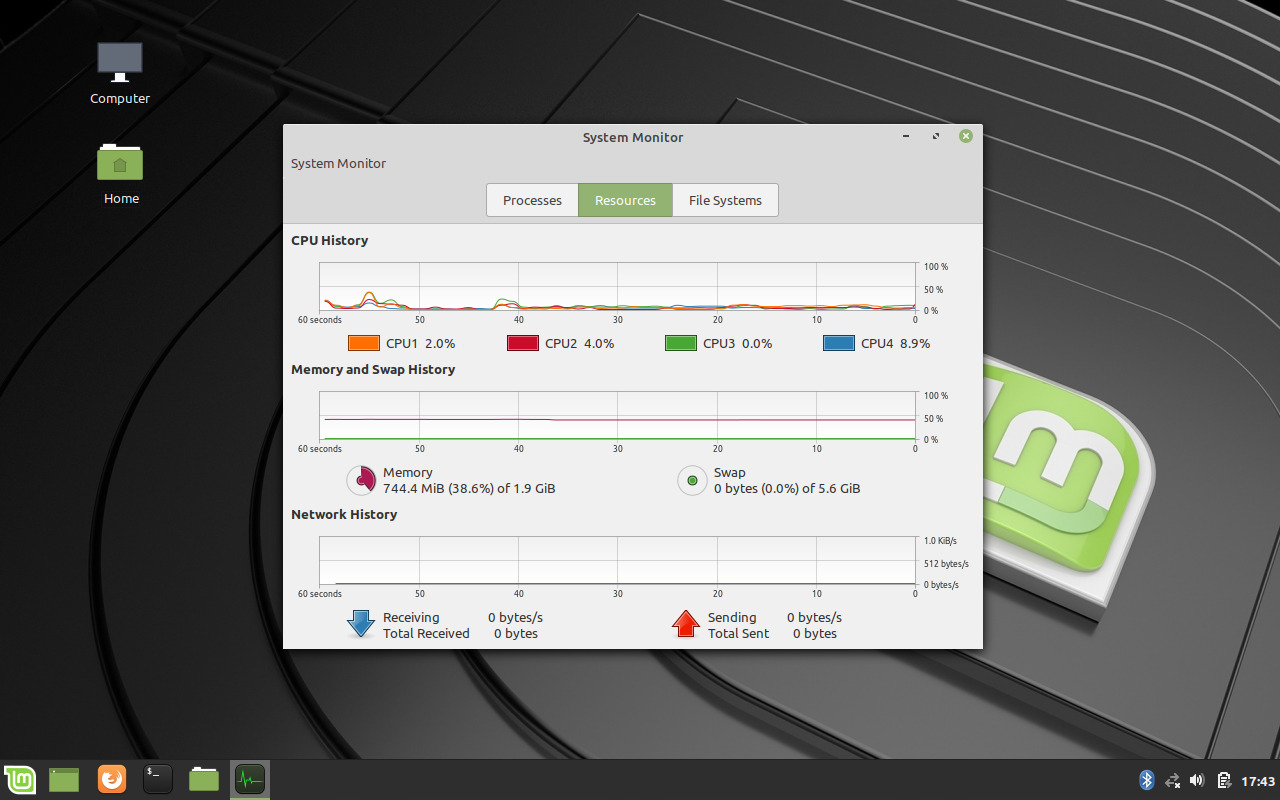 Computer
Home
System Monitor
System Monitor
Processes Resources File Systems
CPU History
100 %
50 %
0 %
60 seconds 50 40 30 20 10 0
CPU1 2.0% CPU2 4.0% CPU3 0.0% CPU4 8.9%
Memory and Swap History
100 %
50 %
0 %
60 seconds 50 40 30 20 10 0
Memory Swap
744.4 MiB (38.6%) of 1.9 GiB 0 bytes (0.0%) of 5.6 GiB
Network History
1.0 KiB/s
512 bytes/s
0 bytes/s
60 seconds 50 40 30 20 10 0
Receiving 0 bytes/s Sending 0 bytes/s
Total Received 0 bytes Total Sent 0 bytes
$_
17:43